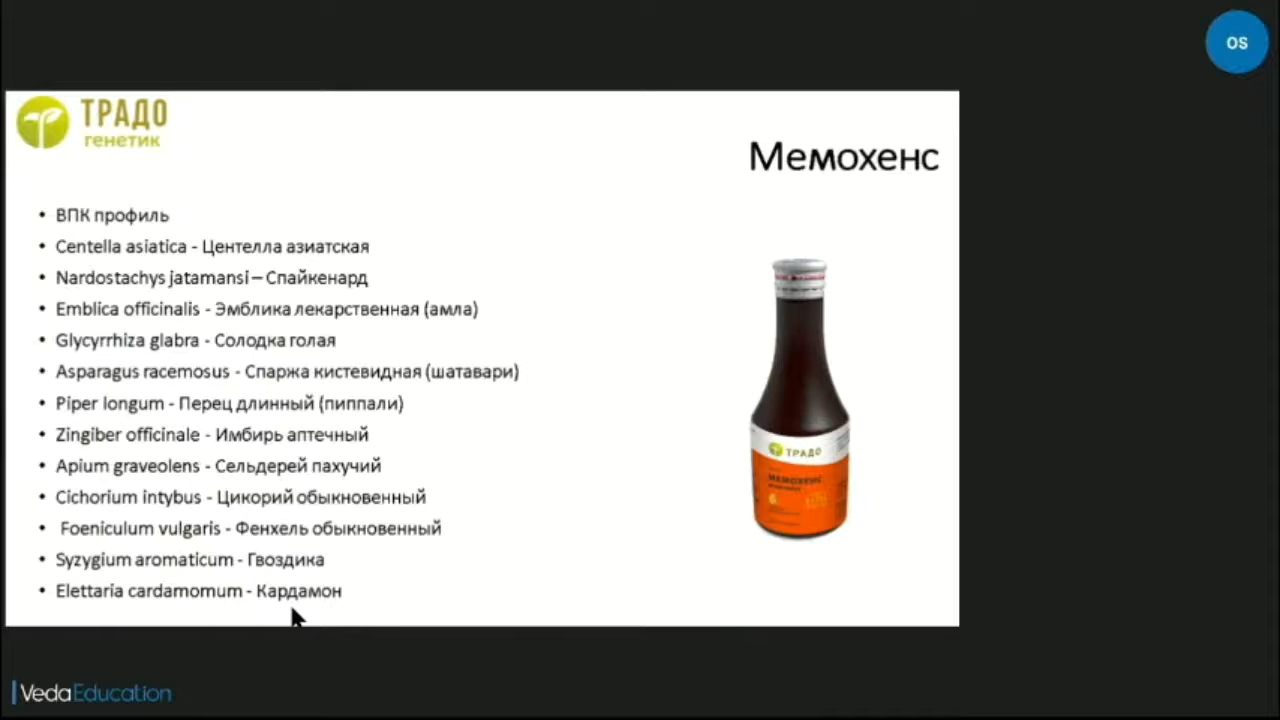 OS
ТРАДО
генетик
Мемохенс
• ВПК профиль
• Centella asiatica - Центелла азиатская
• Nardostachys jatamansi – Спайкенард
• Emblica officinalis - Эмблика лекарственная (амла)
• Glycyrrhiza glabra - Солодка голая
• Asparagus racemosus - Спаржа кистевидная (шатавари)
• Piper longum - Перец длинный (пиппали)
• Zingiber officinale - Имбирь аптечный
• Apium graveolens - Сельдерей пахучий
• Cichorium intybus - Цикорий обыкновенный
• Foeniculum vulgaris - Фенхель обыкновенный
• Syzygium aromaticum - Гвоздика
• Elettaria cardamomum - Кардамон
ТРАДО
МЕМОХЕНС
6
VedaEducation